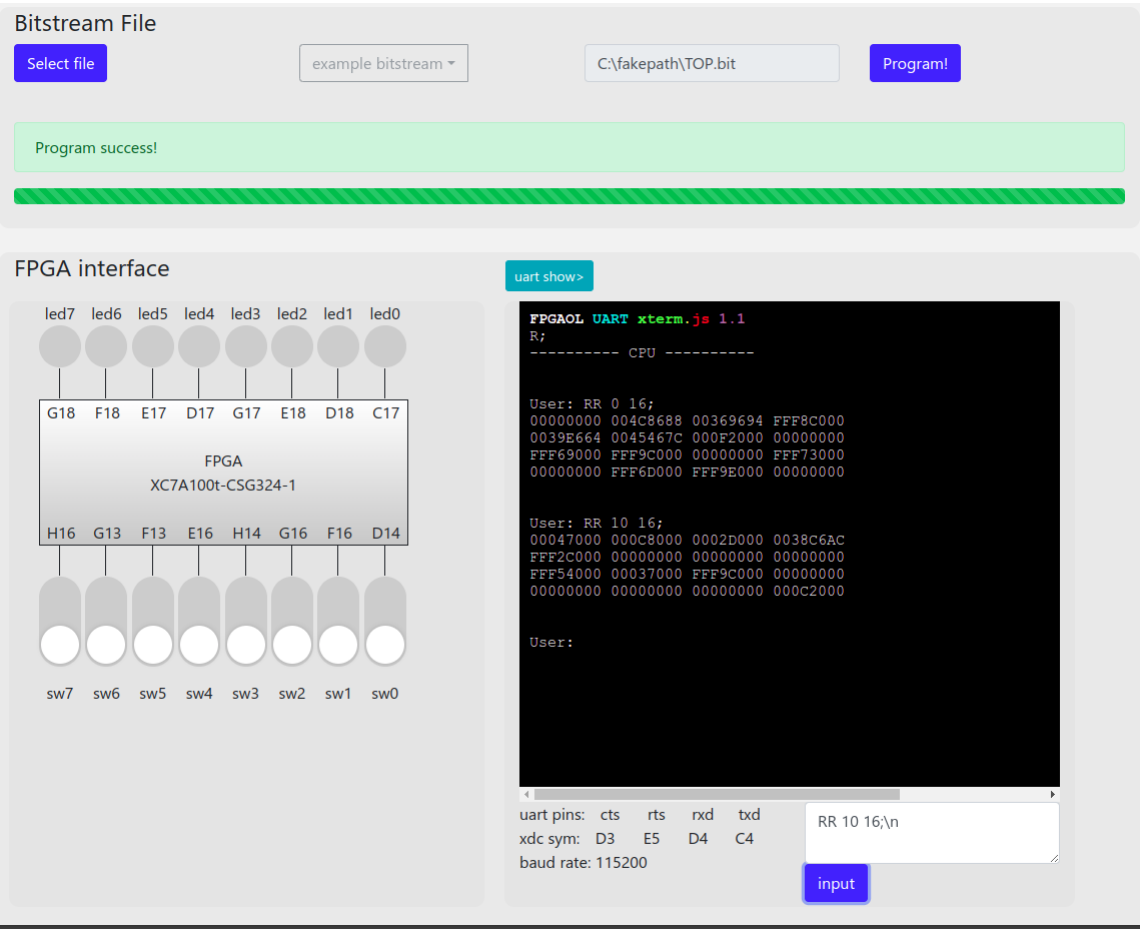 Bitstream File
Select file
example bitstream
C:\fakepath\TOP.bit
Program!
Program success!
FPGA interface
led7 led6 led5 led4 led3 led2 led1 led0
G18 F18 E17 D17 G17 E18 D18 C17
FPGA
XC7A100t-CSG324-1
H16 G13 F13 E16 H14 G16 F16 D14
sw7 sw6 sw5 sw4 sw3 sw2 sw1 sw0
uart show>
FPGAOL UART xterm.js 1.1
R;
---------- CPU ----------
User: RR 0 16;
00000000 004C8688 00369694 FFF8C000
0039E664 0045467C 000F2000 00000000
FFF69000 FFF9C000 00000000 FFF73000
00000000 FFF6D000 FFF9E000 00000000
User: RR 10 16;
00047000 000C8000 0002D000 0038C6AC
FFF2C000 00000000 00000000 00000000
FFF54000 00037000 FFF9C000 00000000
00000000 00000000 00000000 000C2000
User:
uart pins: cts rts rxd txd
xdc sym: D3 E5 D4 C4
baud rate: 115200
RR 10 16;\n
input